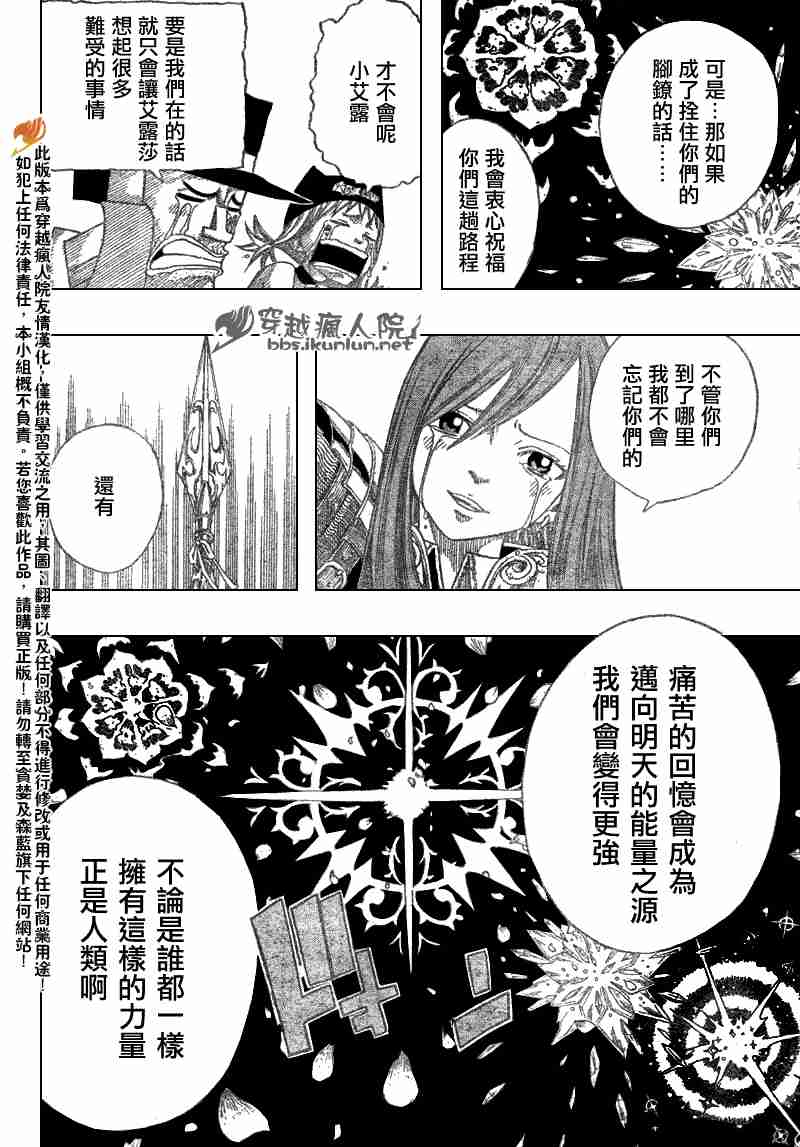 可是…那如果
成了拴住你們的
腳鐐的話……
我會衷心祝福
你們這趟路程
才不會呢
小艾露
要是我們在的話
就只會讓艾露莎
想起很多
難受的事情
不管你們
到了哪里
我都不會
忘記你們的
還有
痛苦的回憶會成為
邁向明天的能量之源
我們會變得更強
ドドン
不論是誰都一樣
擁有這樣的力量
正是人類啊
穿越瘋人院
bbs.ikunlun.net
此版本爲穿越瘋人院友情漢化，僅供學習交流之用，其圖、翻譯以及任何部分不得進行修改或用于任何商業用途！
如犯上任何法律責任，本小組概不負責。若您喜歡此作品，請購買正版！請勿轉至貪婪及森藍旗下任何網站！